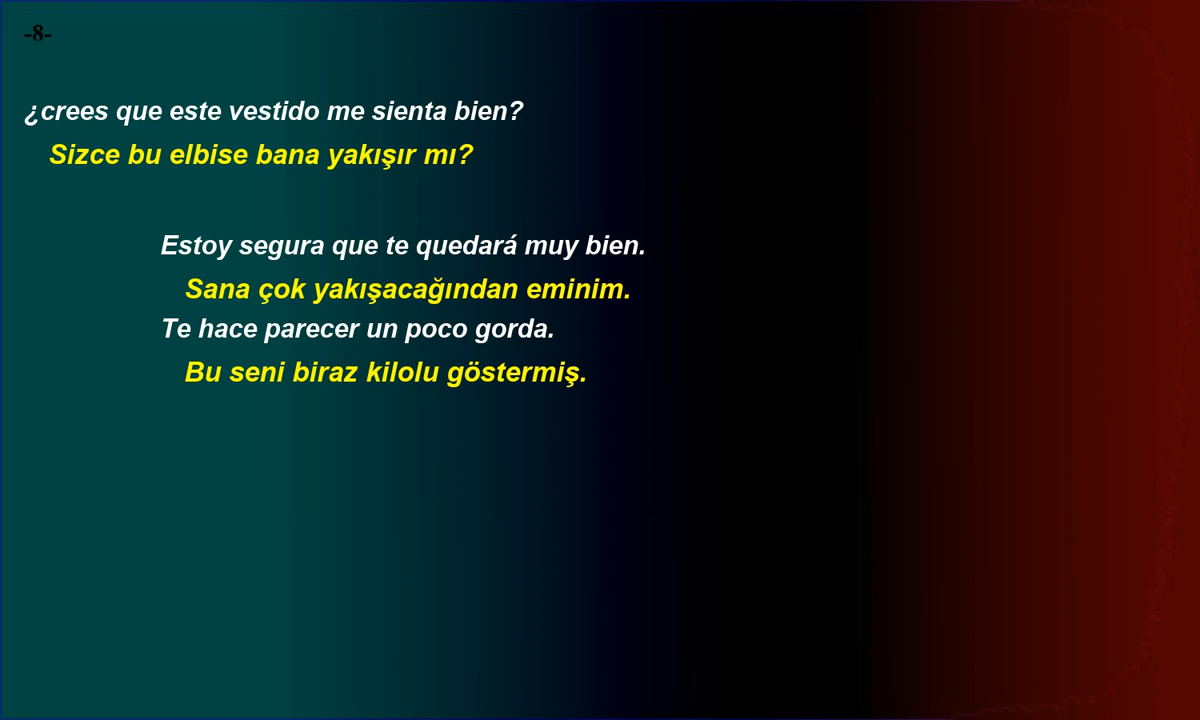 -8-
¿crees que este vestido me sienta bien?
Sizce bu elbise bana yakışır mı?
Estoy segura que te quedará muy bien.
Sana çok yakışacağından eminim.
Te hace parecer un poco gorda.
Bu seni biraz kilolu göstermiş.